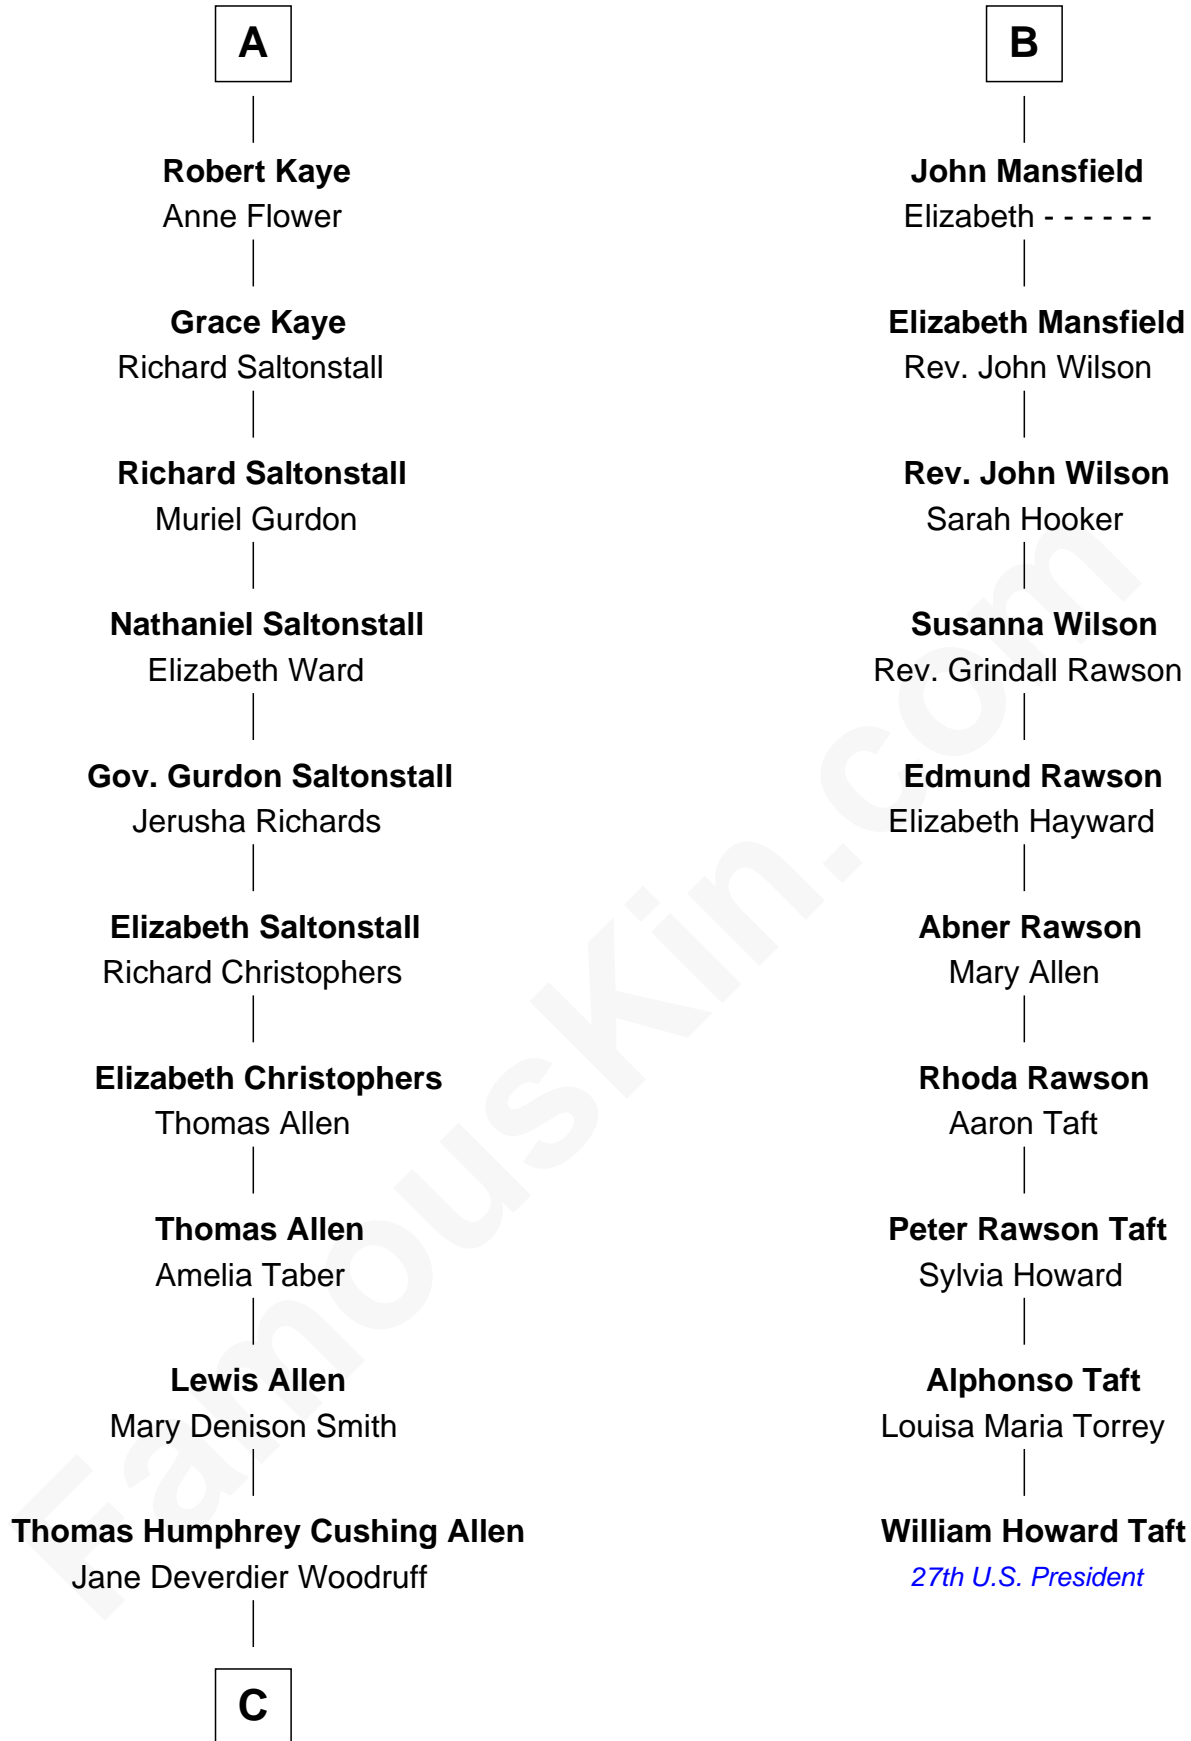 A
Robert Kaye
Anne Flower
Grace Kaye
Richard Saltonstall
Richard Saltonstall
Muriel Gurdon
Nathaniel Saltonstall
Elizabeth Ward
Gov. Gurdon Saltonstall
Jerusha Richards
Elizabeth Saltonstall
Richard Christophers
Elizabeth Christophers
Thomas Allen
Thomas Allen
Amelia Taber
Lewis Allen
Mary Denison Smith
Thomas Humphrey Cushing Allen
Jane Deverdier Woodruff
C
B
John Mansfield
Elizabeth - - - - - -
Elizabeth Mansfield
Rev. John Wilson
Rev. John Wilson
Sarah Hooker
Susanna Wilson
Rev. Grindall Rawson
Edmund Rawson
Elizabeth Hayward
Abner Rawson
Mary Allen
Rhoda Rawson
Aaron Taft
Peter Rawson Taft
Sylvia Howard
Alphonso Taft
Louisa Maria Torrey
William Howard Taft
27th U.S. President
FamousKin.com